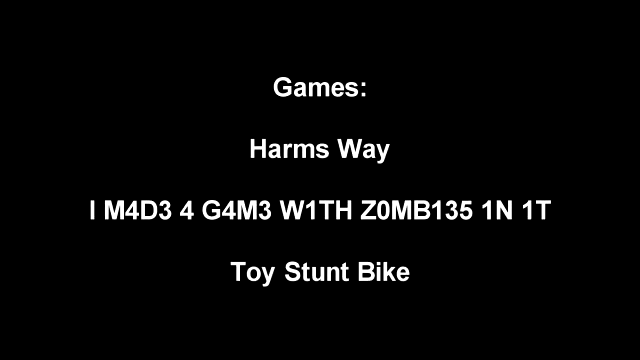 Games:
Harms Way
I M4D3 4 G4M3 W1TH Z0MB135 1N 1T
Toy Stunt Bike